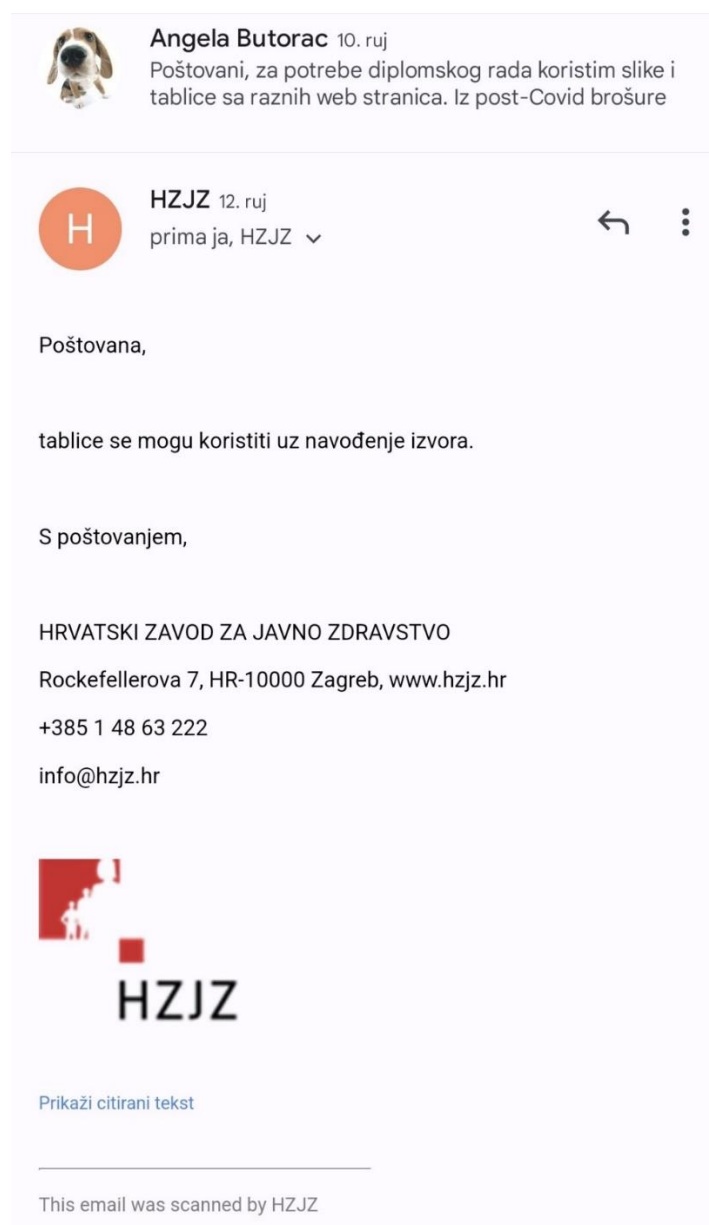 Angela Butorac 10. ruj
Poštovani, za potrebe diplomskog rada koristim slike i
tablice sa raznih web stranica. Iz post-Covid brošure
H
HZJZ 12. ruj
prima ja, HZJZ
Poštovana,
tablice se mogu koristiti uz navođenje izvora.
S poštovanjem,
HRVATSKI ZAVOD ZA JAVNO ZDRAVSTVO
Rockefellerova 7, HR-10000 Zagreb, www.hzjz.hr
+385 1 48 63 222
info@hzjz.hr
HZJZ
Prikaži citirani tekst
This email was scanned by HZJZ